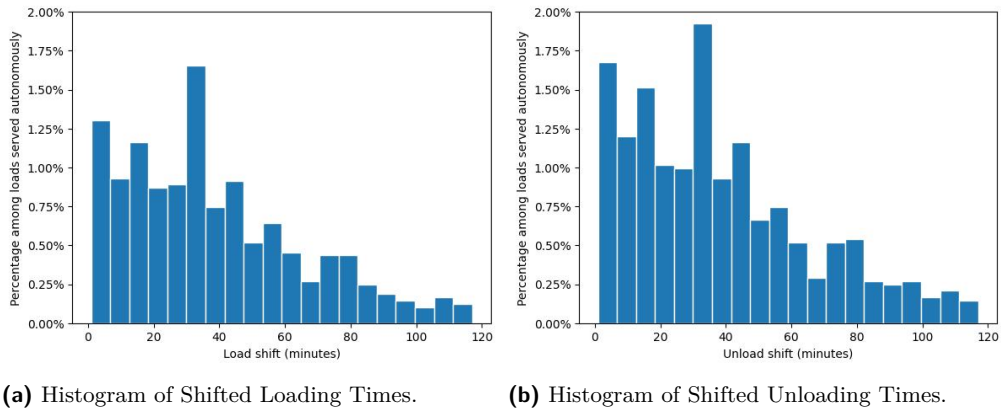 2.00%
1.75%
1.50%
1.25%
1.00%
0.75%
0.50%
0.25%
0.00%
Percentage among loads served autonomously
0 20 40 60 80 100 120
Load shift (minutes)
(a) Histogram of Shifted Loading Times.
2.00%
1.75%
1.50%
1.25%
1.00%
0.75%
0.50%
0.25%
0.00%
Percentage among loads served autonomously
0 20 40 60 80 100 120
Unload shift (minutes)
(b) Histogram of Shifted Unloading Times.